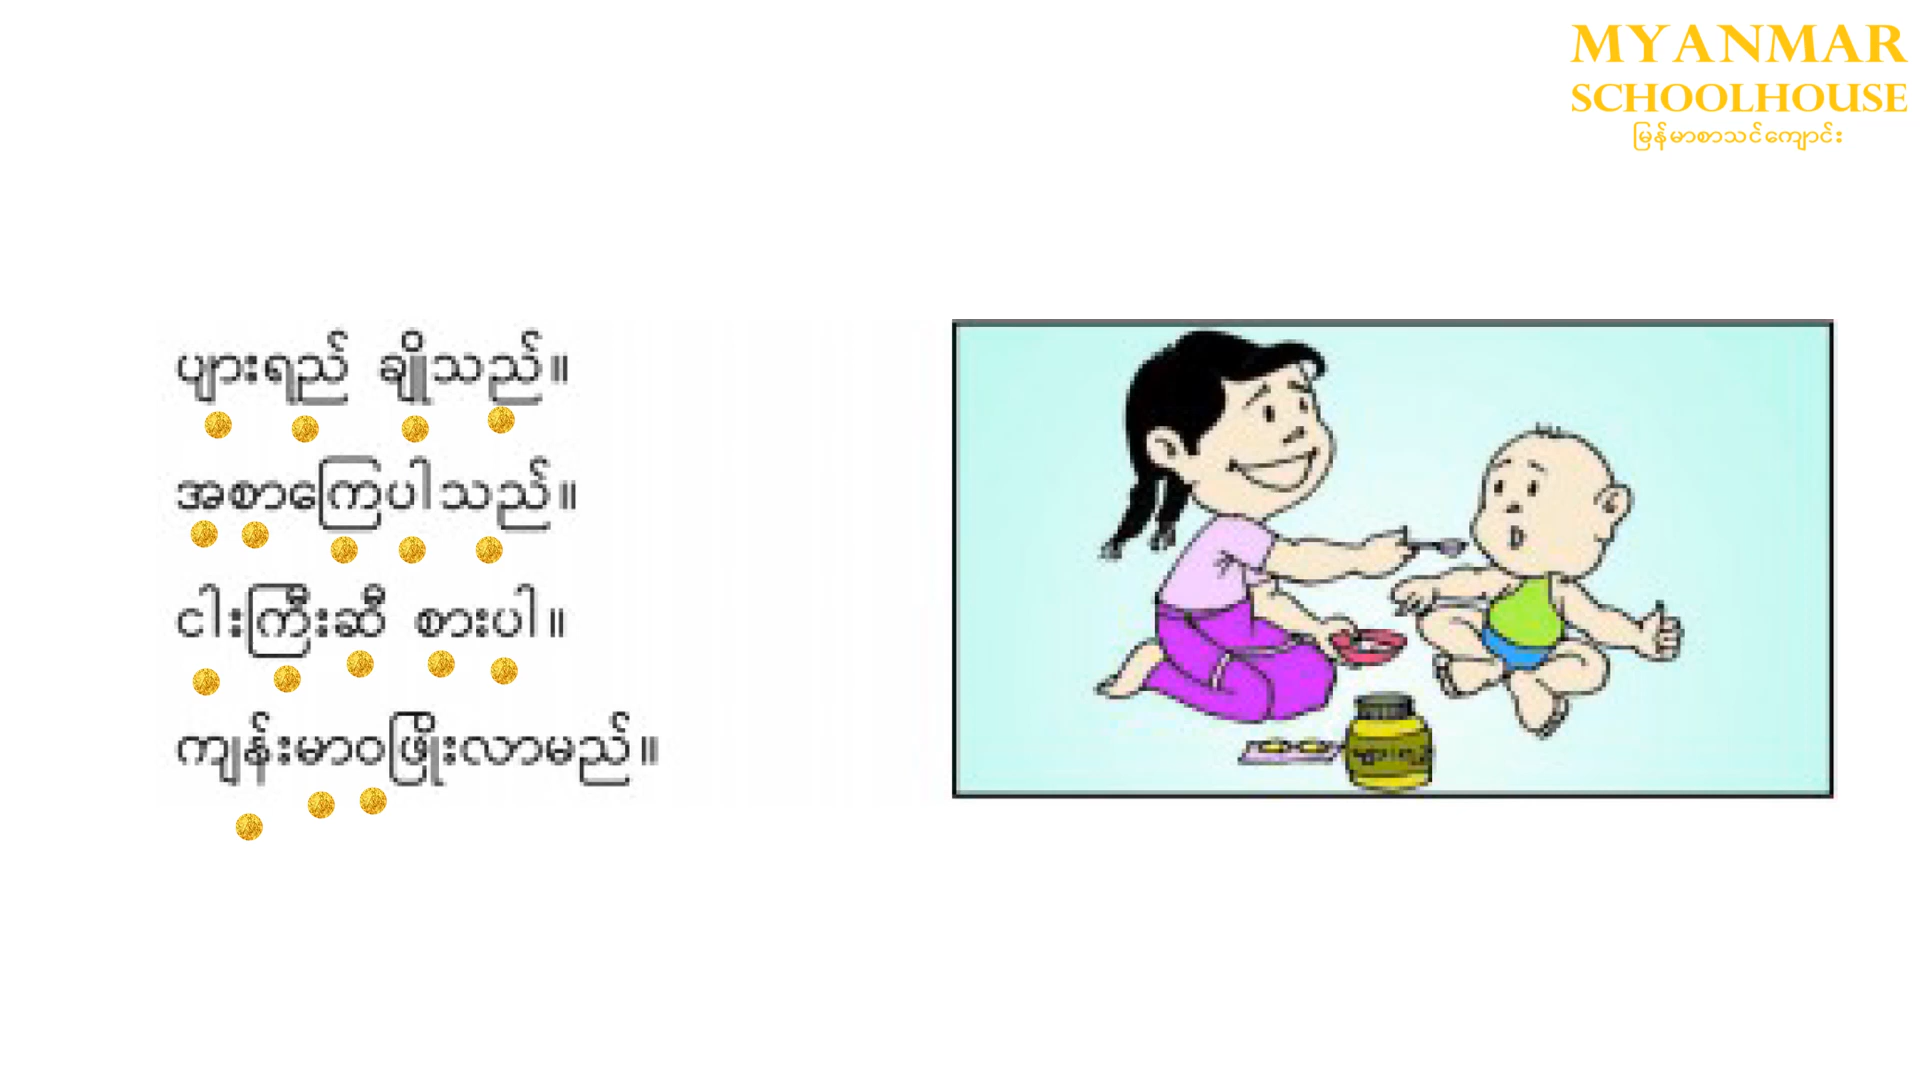 MYANMAR
SCHOOLHOUSE
မြန်မာစာသင်ကျောင်း
ပျားရည် ချိုသည်။
အစာကြေပါသည်။
ငါးကြီးဆီ စားပါ။
ကျန်းမာဝဖြိုးလာမည်။